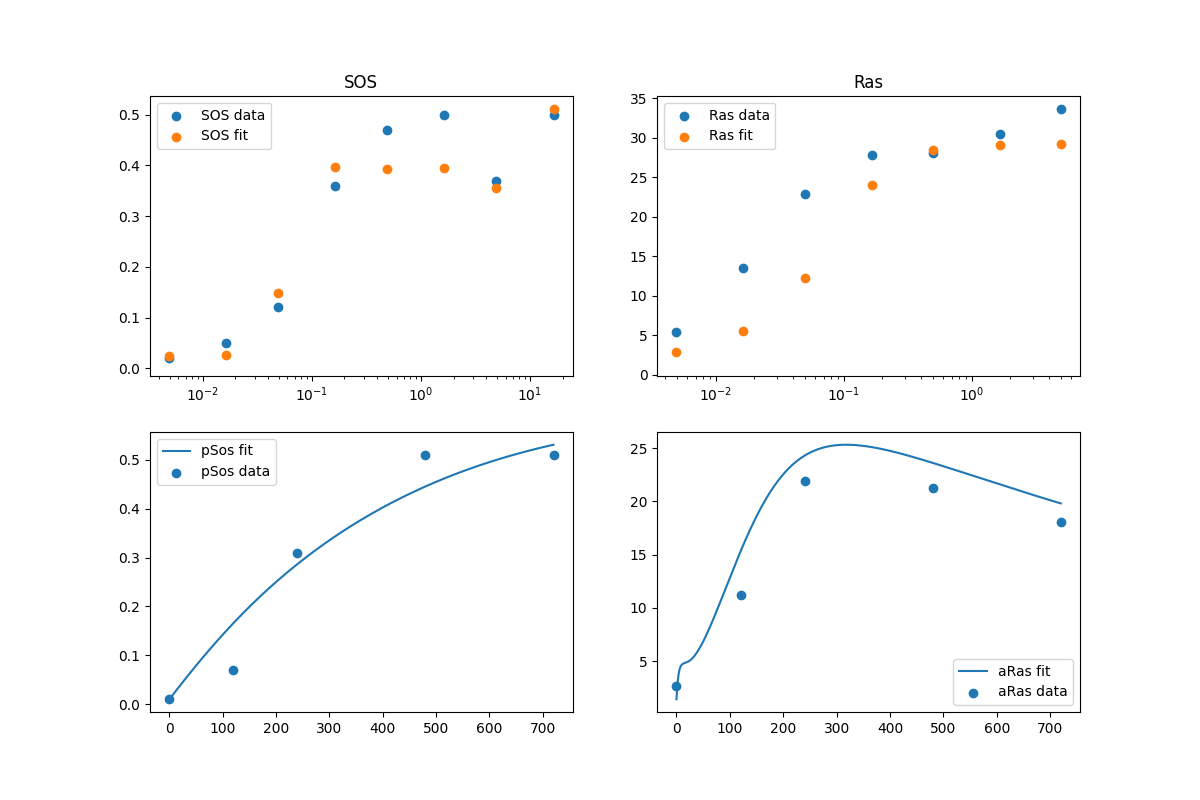 SOS
SOS data
SOS fit
0.5
0.4
0.3
0.2
0.1
0.0
10⁻² 10⁻¹ 10⁰ 10¹
Ras
Ras data
Ras fit
35
30
25
20
15
10
5
0
10⁻² 10⁻¹ 10⁰
pSos fit
pSos data
0.5
0.4
0.3
0.2
0.1
0.0
0 100 200 300 400 500 600 700
25
20
15
10
5
aRas fit
aRas data
0 100 200 300 400 500 600 700